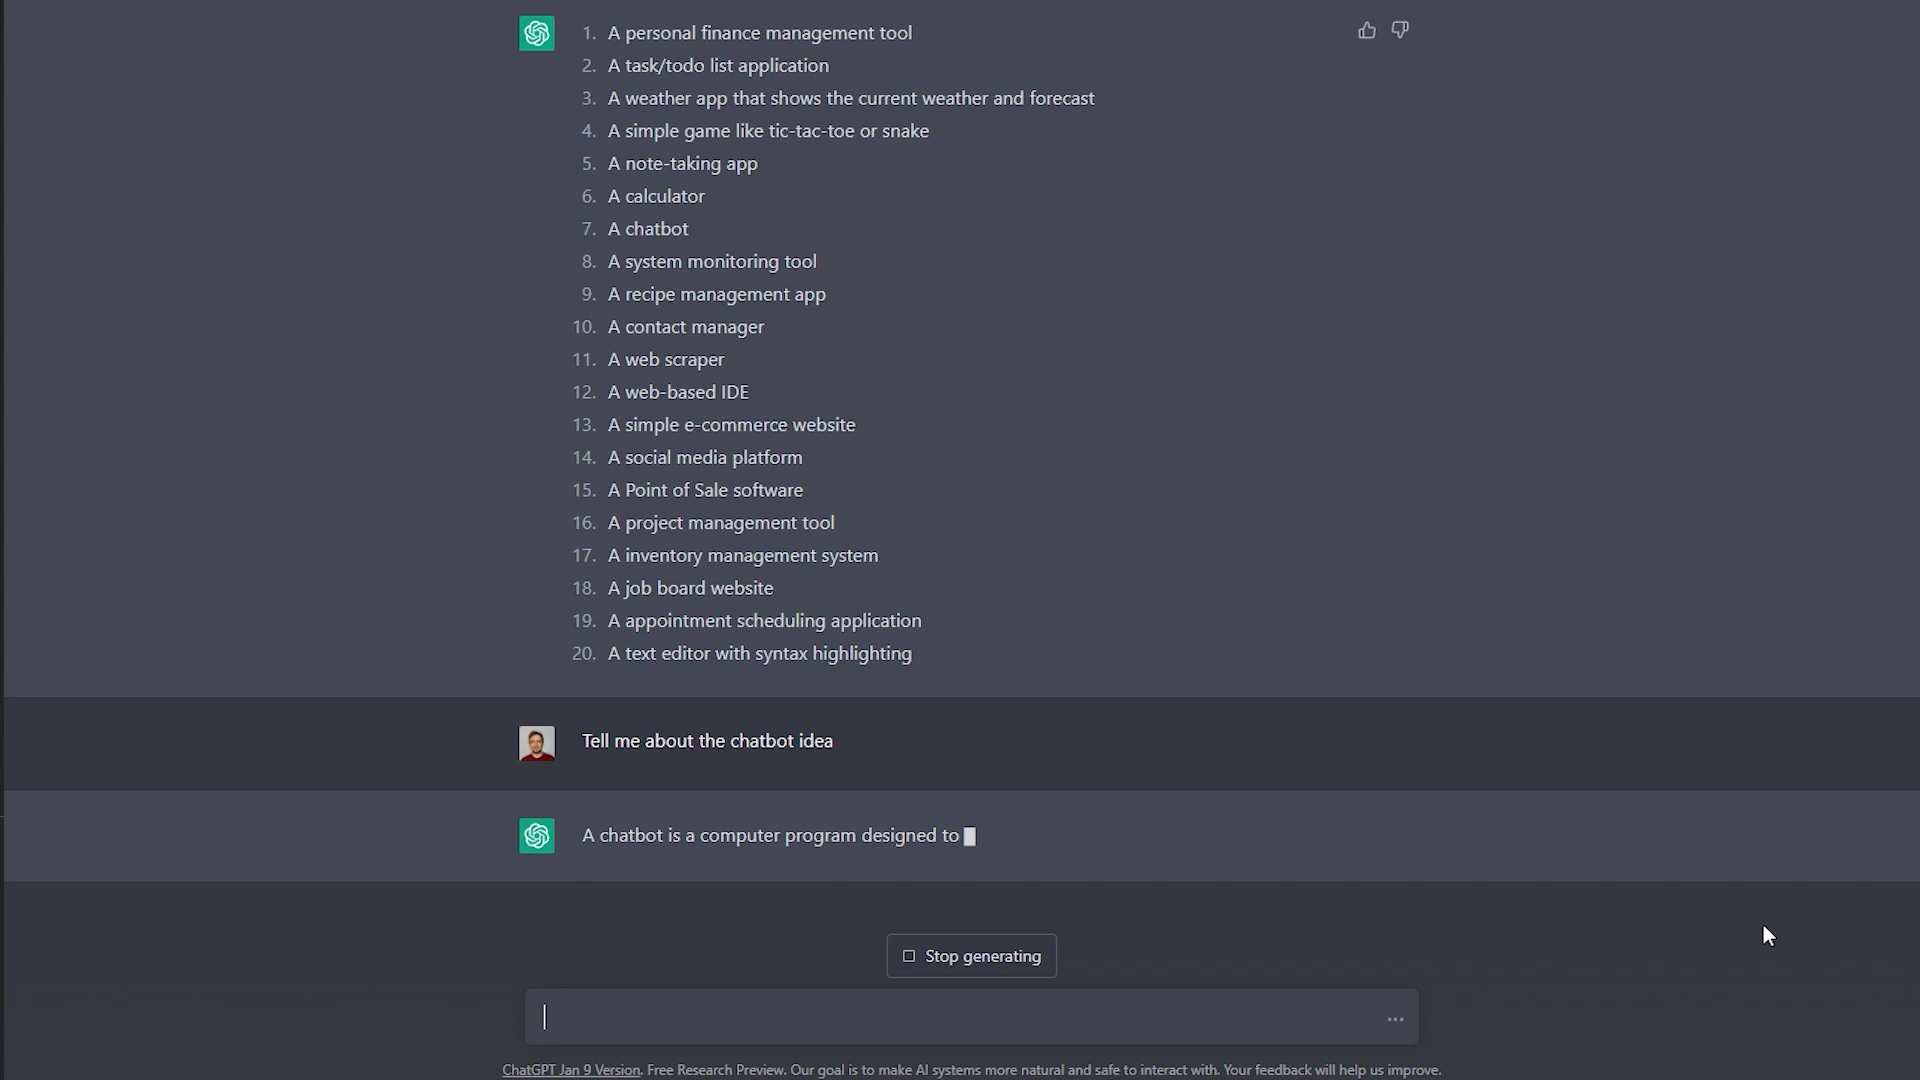 1. A personal finance management tool
2. A task/todo list application
3. A weather app that shows the current weather and forecast
4. A simple game like tic-tac-toe or snake
5. A note-taking app
6. A calculator
7. A chatbot
8. A system monitoring tool
9. A recipe management app
10. A contact manager
11. A web scraper
12. A web-based IDE
13. A simple e-commerce website
14. A social media platform
15. A Point of Sale software
16. A project management tool
17. A inventory management system
18. A job board website
19. A appointment scheduling application
20. A text editor with syntax highlighting
Tell me about the chatbot idea
A chatbot is a computer program designed to
Stop generating
ChatGPT Jan 9 Version. Free Research Preview. Our goal is to make AI systems more natural and safe to interact with. Your feedback will help us improve.